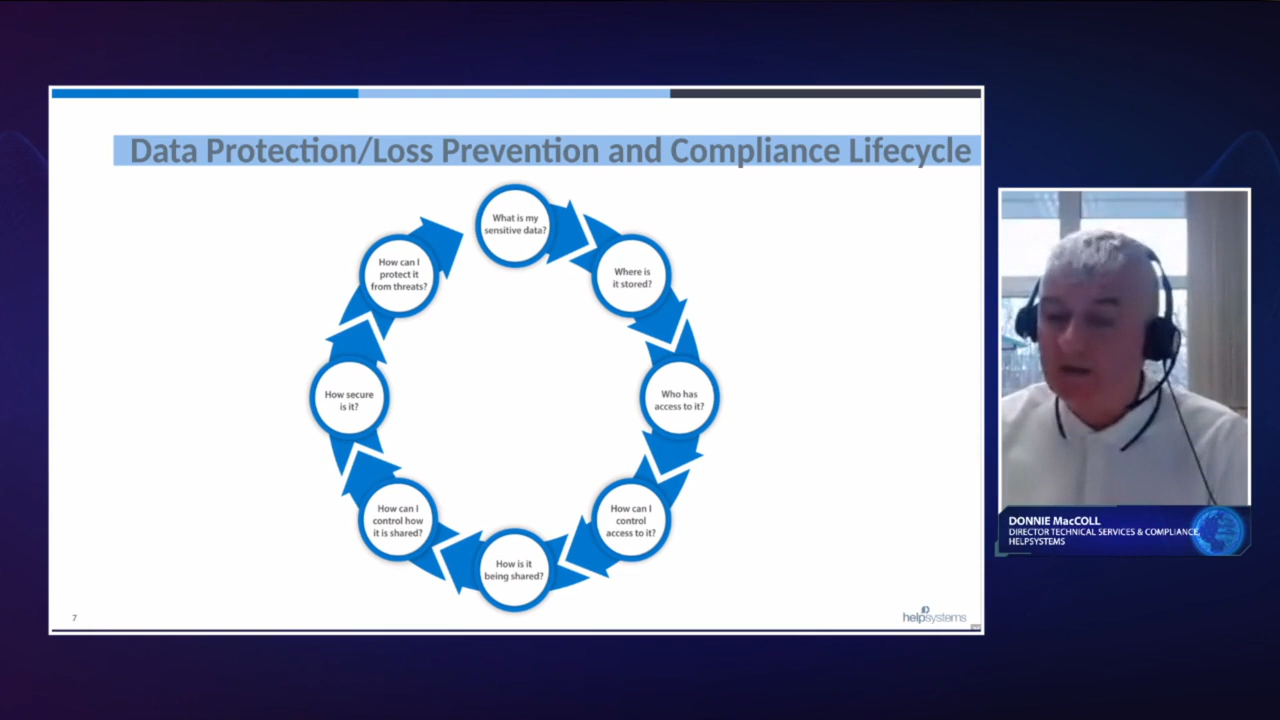 Data Protection/Loss Prevention and Compliance Lifecycle
What is my
sensitive data?
Where is
it stored?
Who has
access to it?
How can I
control
access to it?
How is it
being shared?
How can I
control how
it is shared?
How secure
is it?
How can I
protect it
from threats?
7
helpsystems
DONNIE MacCOLL
DIRECTOR TECHNICAL SERVICES & COMPLIANCE,
HELPSYSTEMS